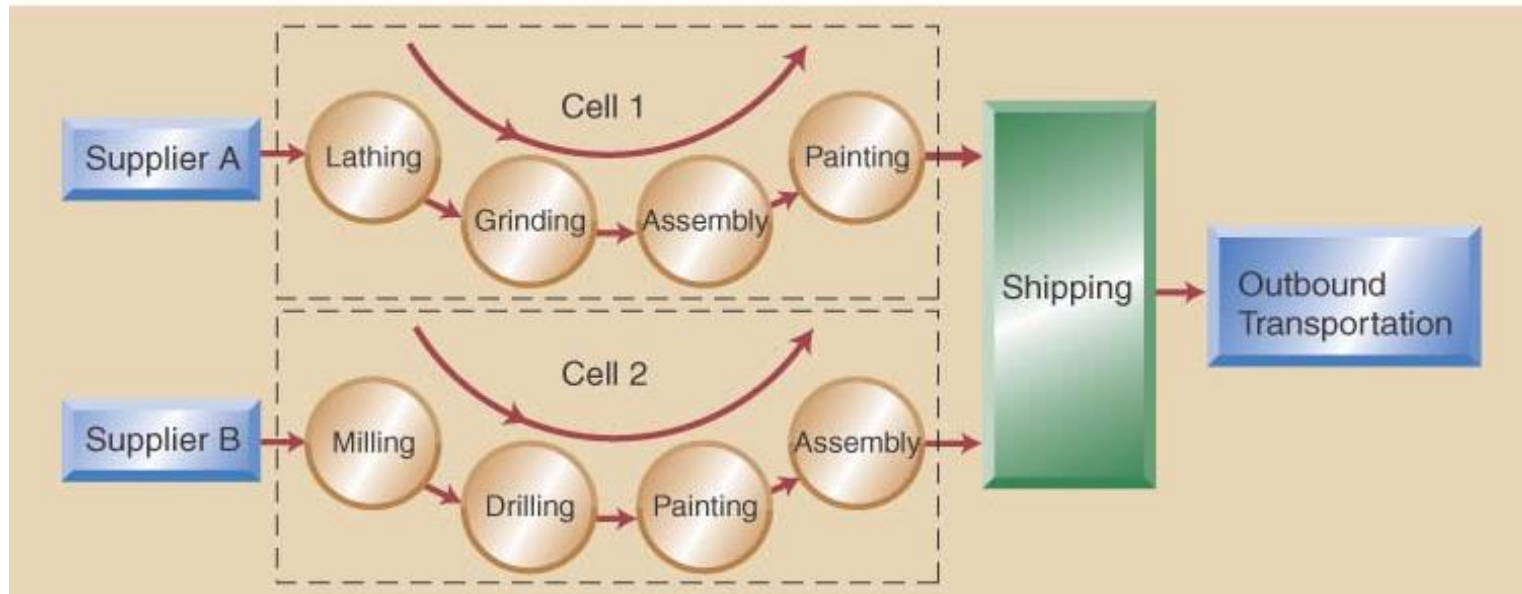 Cell 1
Supplier A
Lathing
Grinding
Assembly
Painting
Cell 2
Supplier B
Milling
Drilling
Painting
Assembly
Shipping
Outbound
Transportation